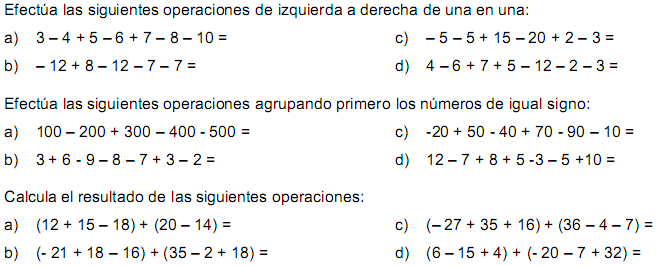 Efectúa las siguientes operaciones de izquierda a derecha de una en una:
a) 3 – 4 + 5 – 6 + 7 – 8 – 10 = c) – 5 – 5 + 15 – 20 + 2 – 3 =
b) – 12 + 8 – 12 – 7 – 7 = d) 4 – 6 + 7 + 5 – 12 – 2 – 3 =
Efectúa las siguientes operaciones agrupando primero los números de igual signo:
a) 100 – 200 + 300 – 400 - 500 = c) -20 + 50 - 40 + 70 - 90 – 10 =
b) 3 + 6 - 9 – 8 – 7 + 3 – 2 = d) 12 – 7 + 8 + 5 -3 – 5 +10 =
Calcula el resultado de las siguientes operaciones:
a) (12 + 15 – 18) + (20 – 14) = c) (– 27 + 35 + 16) + (36 – 4 – 7) =
b) (- 21 + 18 – 16) + (35 – 2 + 18) = d) (6 – 15 + 4) + (- 20 – 7 + 32) =